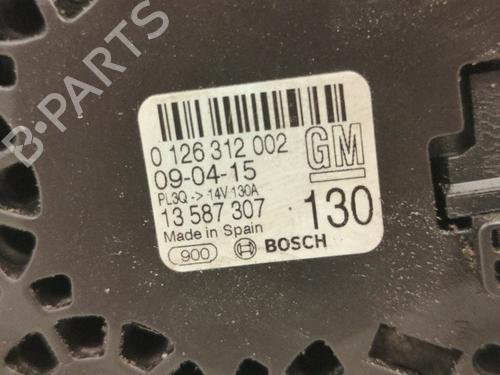 B-PARTS
0 126 312 002
GM
09-04-15
PL3Q -> 14V 130A
13 587 307
130
Made in Spain
900
BOSCH